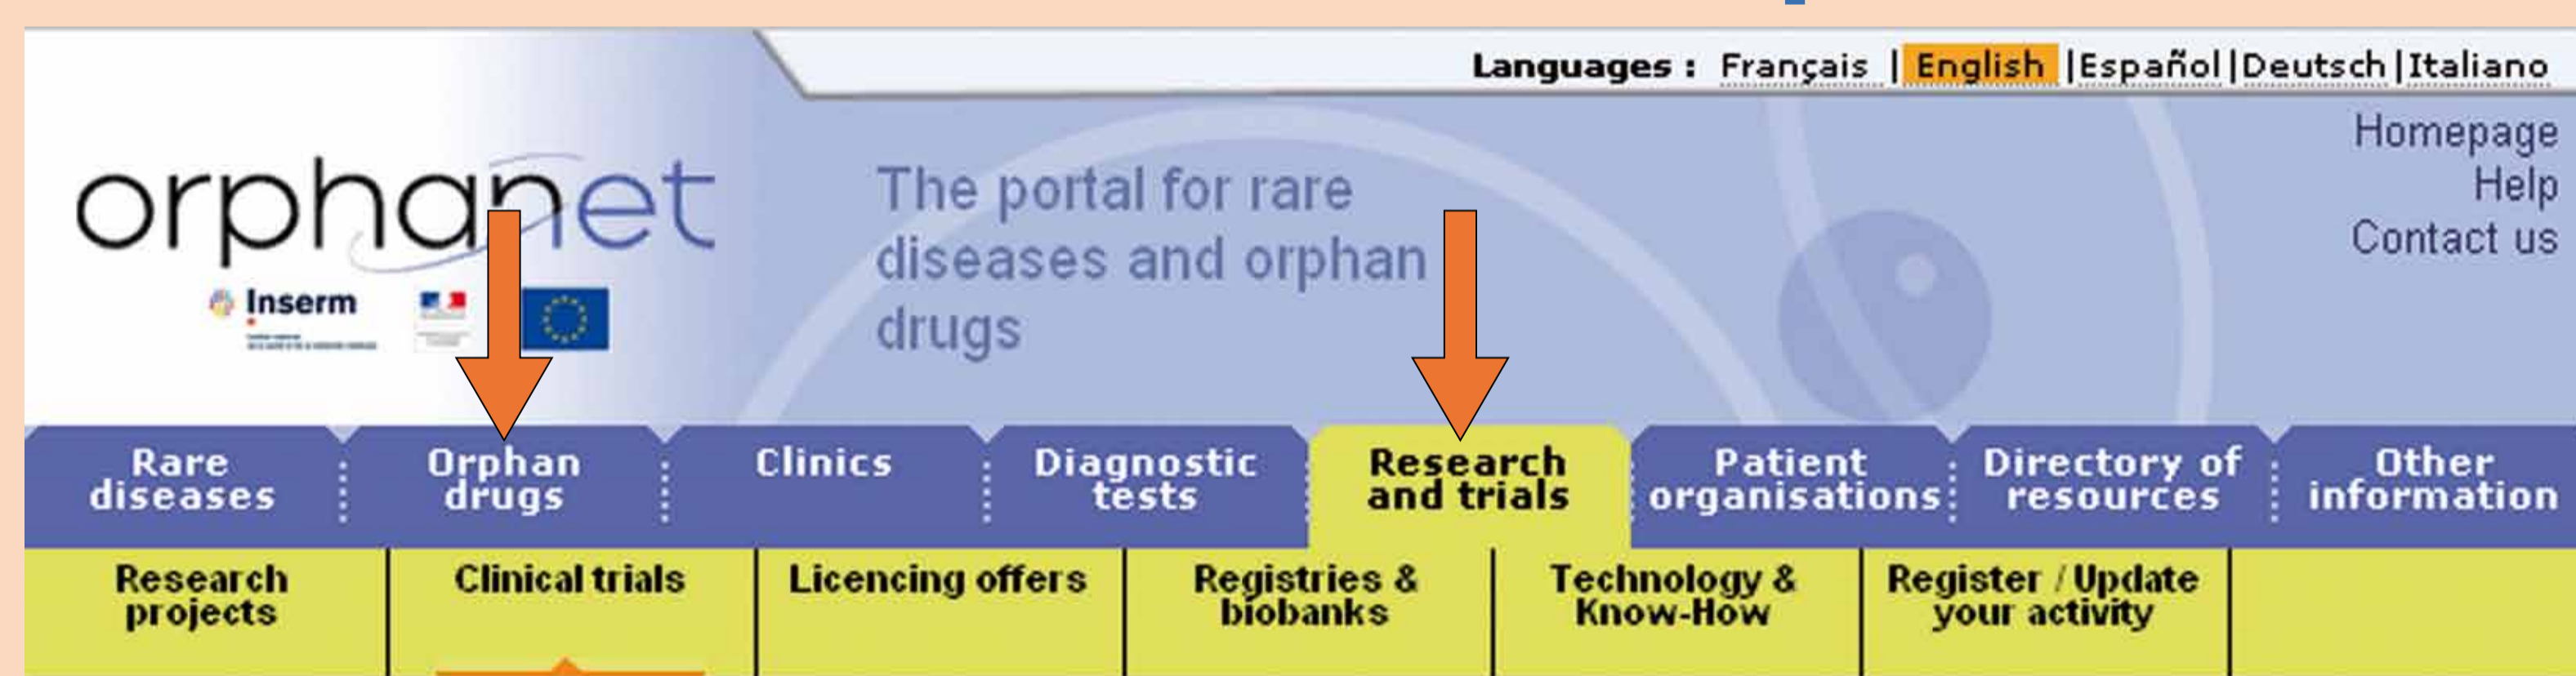 Languages : Français | English |Español|Deutsch|Italiano
Homepage
Help
Contact us
orphanet
Inserm
The portal for rare
diseases and orphan
drugs
Rare
diseases
Orphan
drugs
Clinics
Diagnostic
tests
Research
and trials
Patient
organisations
Directory of
resources
Other
information
Research
projects
Clinical trials
Licencing offers
Registries &
biobanks
Technology &
Know-How
Register / Update
your activity